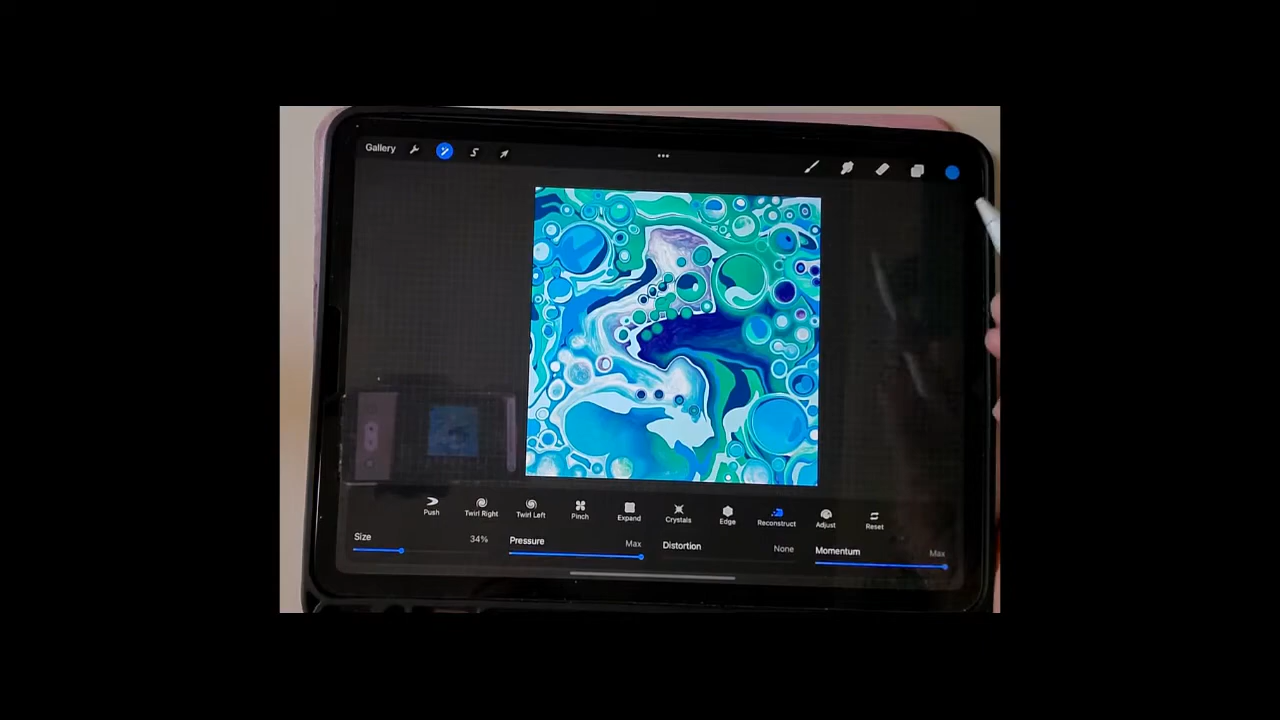 Gallery
Push Twirl Right Twirl Left Pinch Expand Crystals Edge Reconstruct Adjust Reset
Size 34% Pressure Max Distortion None Momentum Max